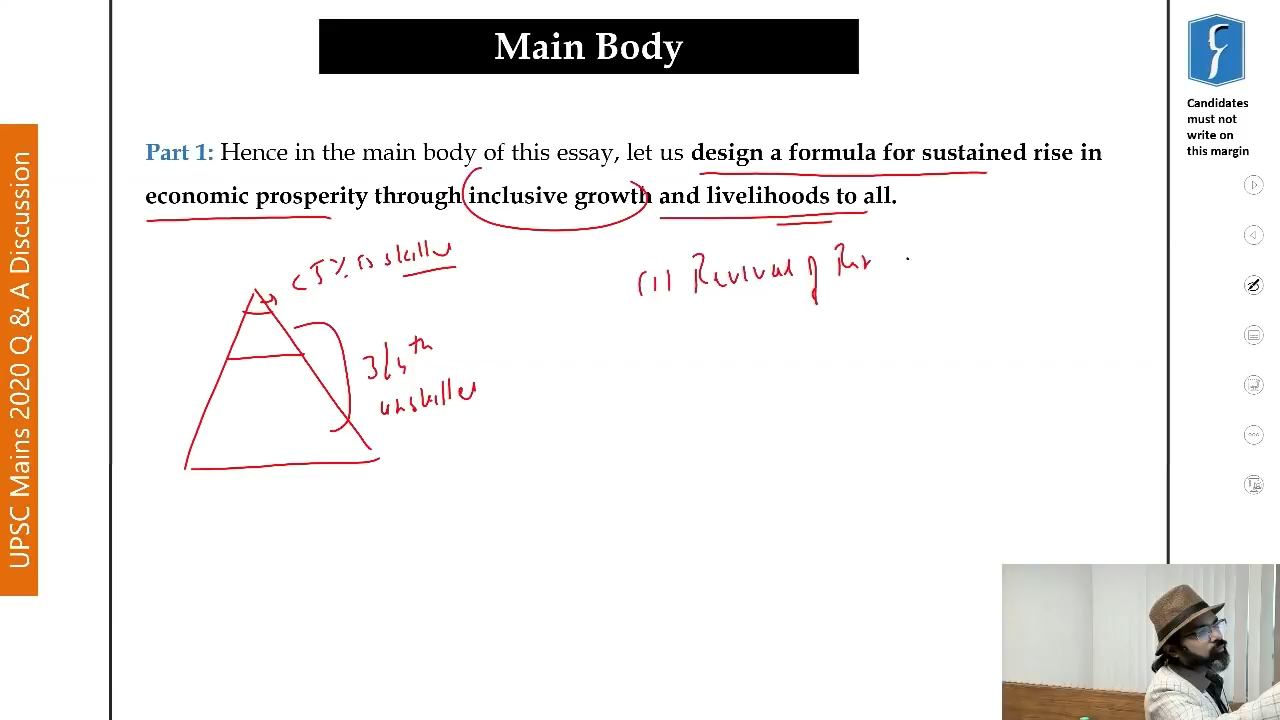 Main Body
Candidates
must not
write on
this margin
UPSC Mains 2020 Q & A Discussion
Part 1: Hence in the main body of this essay, let us design a formula for sustained rise in
economic prosperity through inclusive growth and livelihoods to all.
<5% is skilled
(1) Revival of
3/4th
unskilled